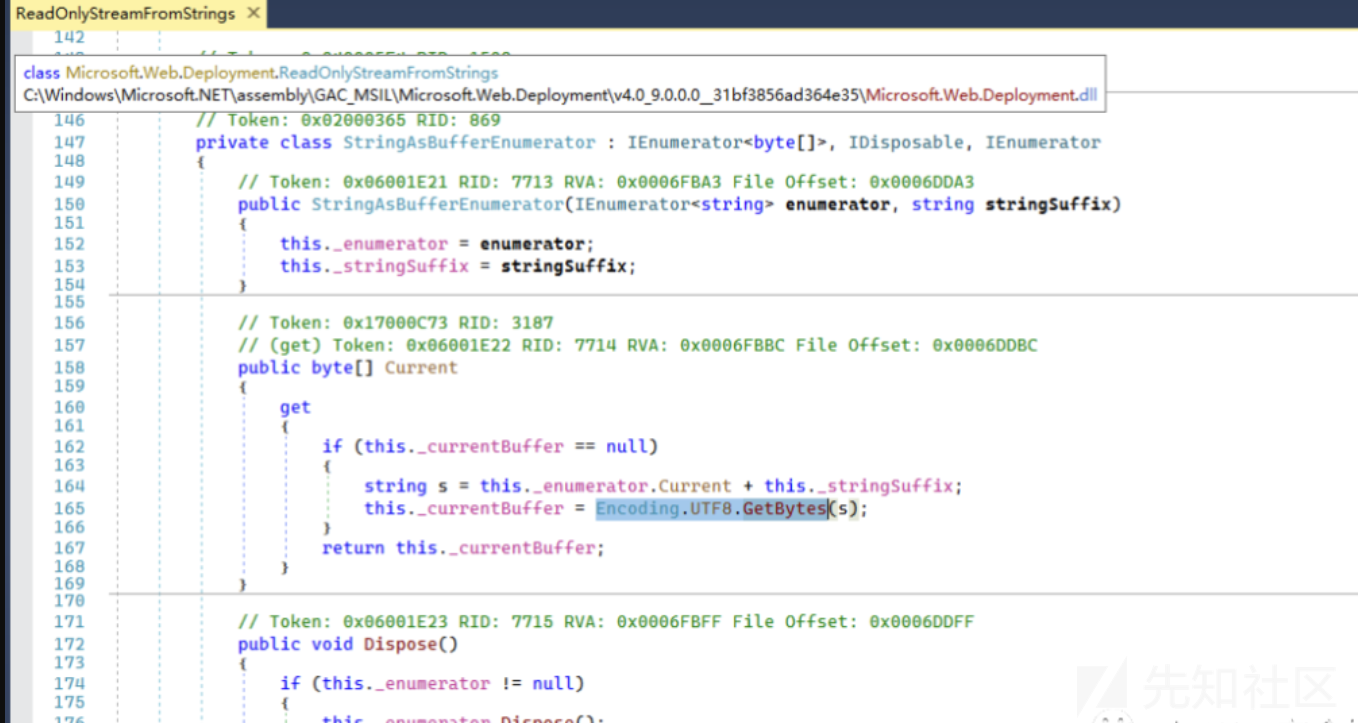 ReadOnlyStreamFromStrings ×
142
class Microsoft.Web.Deployment.ReadOnlyStreamFromStrings
C:\Windows\Microsoft.NET\assembly\GAC_MSIL\Microsoft.Web.Deployment\v4.0_9.0.0.0__31bf3856ad364e35\Microsoft.Web.Deployment.dll
146 // Token: 0x02000365 RID: 869
147 private class StringAsBufferEnumerator : IEnumerator<byte[]>, IDisposable, IEnumerator
148 {
149 // Token: 0x06001E21 RID: 7713 RVA: 0x0006FBA3 File Offset: 0x0006DDA3
150 public StringAsBufferEnumerator(IEnumerator<string> enumerator, string stringSuffix)
151 {
152 this._enumerator = enumerator;
153 this._stringSuffix = stringSuffix;
154 }
155
156 // Token: 0x17000C73 RID: 3187
157 // (get) Token: 0x06001E22 RID: 7714 RVA: 0x0006FBBC File Offset: 0x0006DDBC
158 public byte[] Current
159 {
160 get
161 {
162 if (this._currentBuffer == null)
163 {
164 string s = this._enumerator.Current + this._stringSuffix;
165 this._currentBuffer = Encoding.UTF8.GetBytes(s);
166 }
167 return this._currentBuffer;
168 }
169 }
170
171 // Token: 0x06001E23 RID: 7715 RVA: 0x0006FBFF File Offset: 0x0006DDFF
172 public void Dispose()
173 {
174 if (this._enumerator != null)
175 {
176 this._enumerator.Dispose();
先知社区